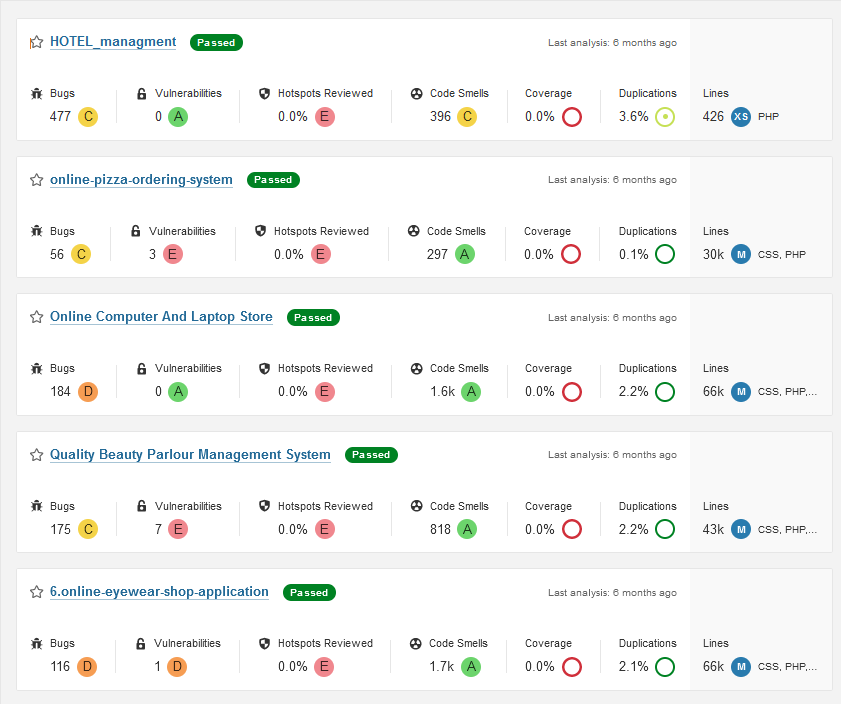 HOTEL_managment Passed Last analysis: 6 months ago
Bugs Vulnerabilities Hotspots Reviewed Code Smells Coverage Duplications Lines
477 C 0 A 0.0% E 396 C 0.0% 3.6% 426 XS PHP
online-pizza-ordering-system Passed Last analysis: 6 months ago
Bugs Vulnerabilities Hotspots Reviewed Code Smells Coverage Duplications Lines
56 C 3 E 0.0% E 297 A 0.0% 0.1% 30k M CSS, PHP
Online Computer And Laptop Store Passed Last analysis: 6 months ago
Bugs Vulnerabilities Hotspots Reviewed Code Smells Coverage Duplications Lines
184 D 0 A 0.0% E 1.6k A 0.0% 2.2% 66k M CSS, PHP,...
Quality Beauty Parlour Management System Passed Last analysis: 6 months ago
Bugs Vulnerabilities Hotspots Reviewed Code Smells Coverage Duplications Lines
175 C 7 E 0.0% E 818 A 0.0% 2.2% 43k M CSS, PHP,...
6.online-eyewear-shop-application Passed Last analysis: 6 months ago
Bugs Vulnerabilities Hotspots Reviewed Code Smells Coverage Duplications Lines
116 D 1 D 0.0% E 1.7k A 0.0% 2.1% 66k M CSS, PHP,...